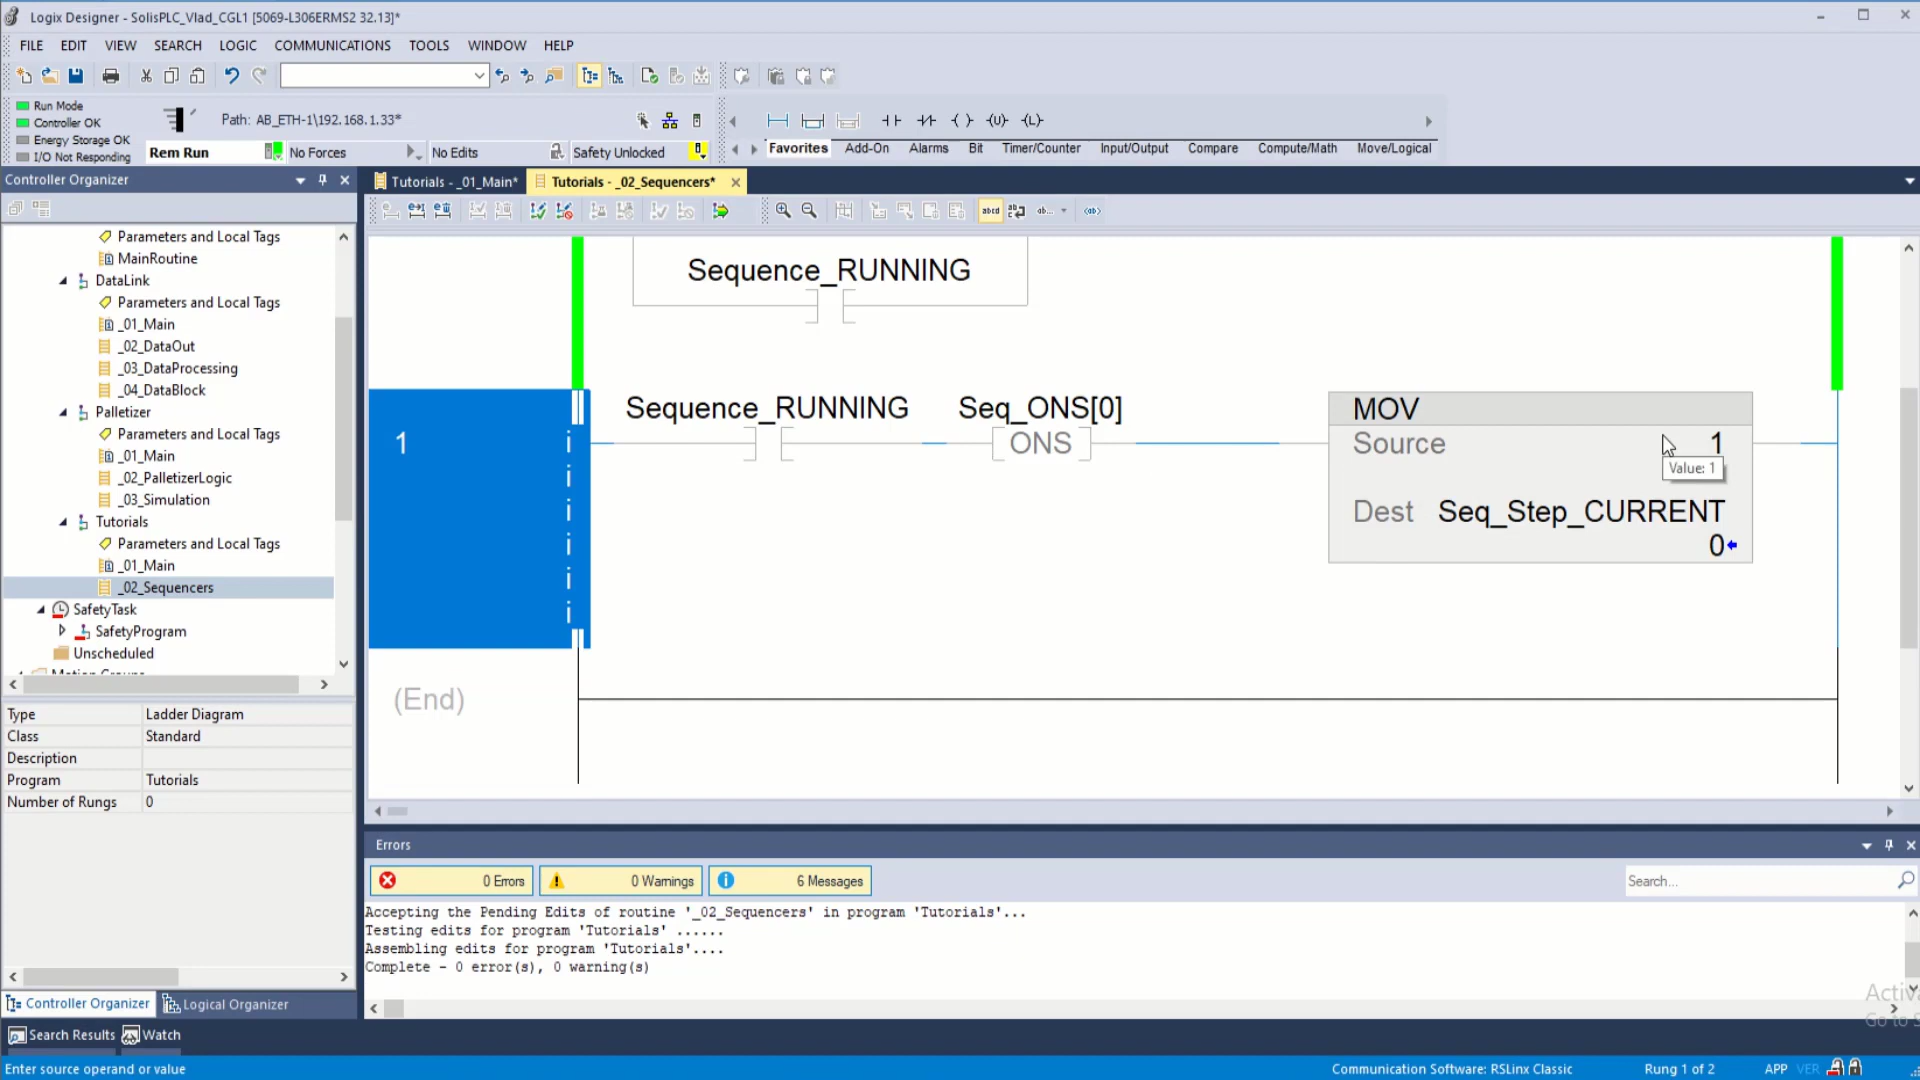 Logix Designer - SolisPLC_Vlad_CGL1 [5069-L306ERMS2 32.13]*
FILE EDIT VIEW SEARCH LOGIC COMMUNICATIONS TOOLS WINDOW HELP
Run Mode
Controller OK
Energy Storage OK
I/O Not Responding
Path: AB_ETH-1\192.168.1.33*
Rem Run No Forces No Edits Safety Unlocked
Favorites Add-On Alarms Bit Timer/Counter Input/Output Compare Compute/Math Move/Logical
Controller Organizer
Tutorials - _01_Main* Tutorials - _02_Sequencers*
Parameters and Local Tags
MainRoutine
DataLink
Parameters and Local Tags
_01_Main
_02_DataOut
_03_DataProcessing
_04_DataBlock
Palletizer
Parameters and Local Tags
_01_Main
_02_PalletizerLogic
_03_Simulation
Tutorials
Parameters and Local Tags
_01_Main
_02_Sequencers
SafetyTask
SafetyProgram
Unscheduled
Motion Groups
Type Ladder Diagram
Class Standard
Description
Program Tutorials
Number of Rungs 0
Controller Organizer Logical Organizer
Sequence_RUNNING
1
i
i
i
i
i
i
Sequence_RUNNING Seq_ONS[0]
ONS
MOV
Source 1
Value: 1
Dest Seq_Step_CURRENT
0
(End)
Errors
0 Errors 0 Warnings 6 Messages
Search...
Accepting the Pending Edits of routine '_02_Sequencers' in program 'Tutorials'...
Testing edits for program 'Tutorials' ......
Assembling edits for program 'Tutorials'....
Complete - 0 error(s), 0 warning(s)
Search Results Watch
Enter source operand or value
Communication Software: RSLinx Classic Rung 1 of 2 APP VER